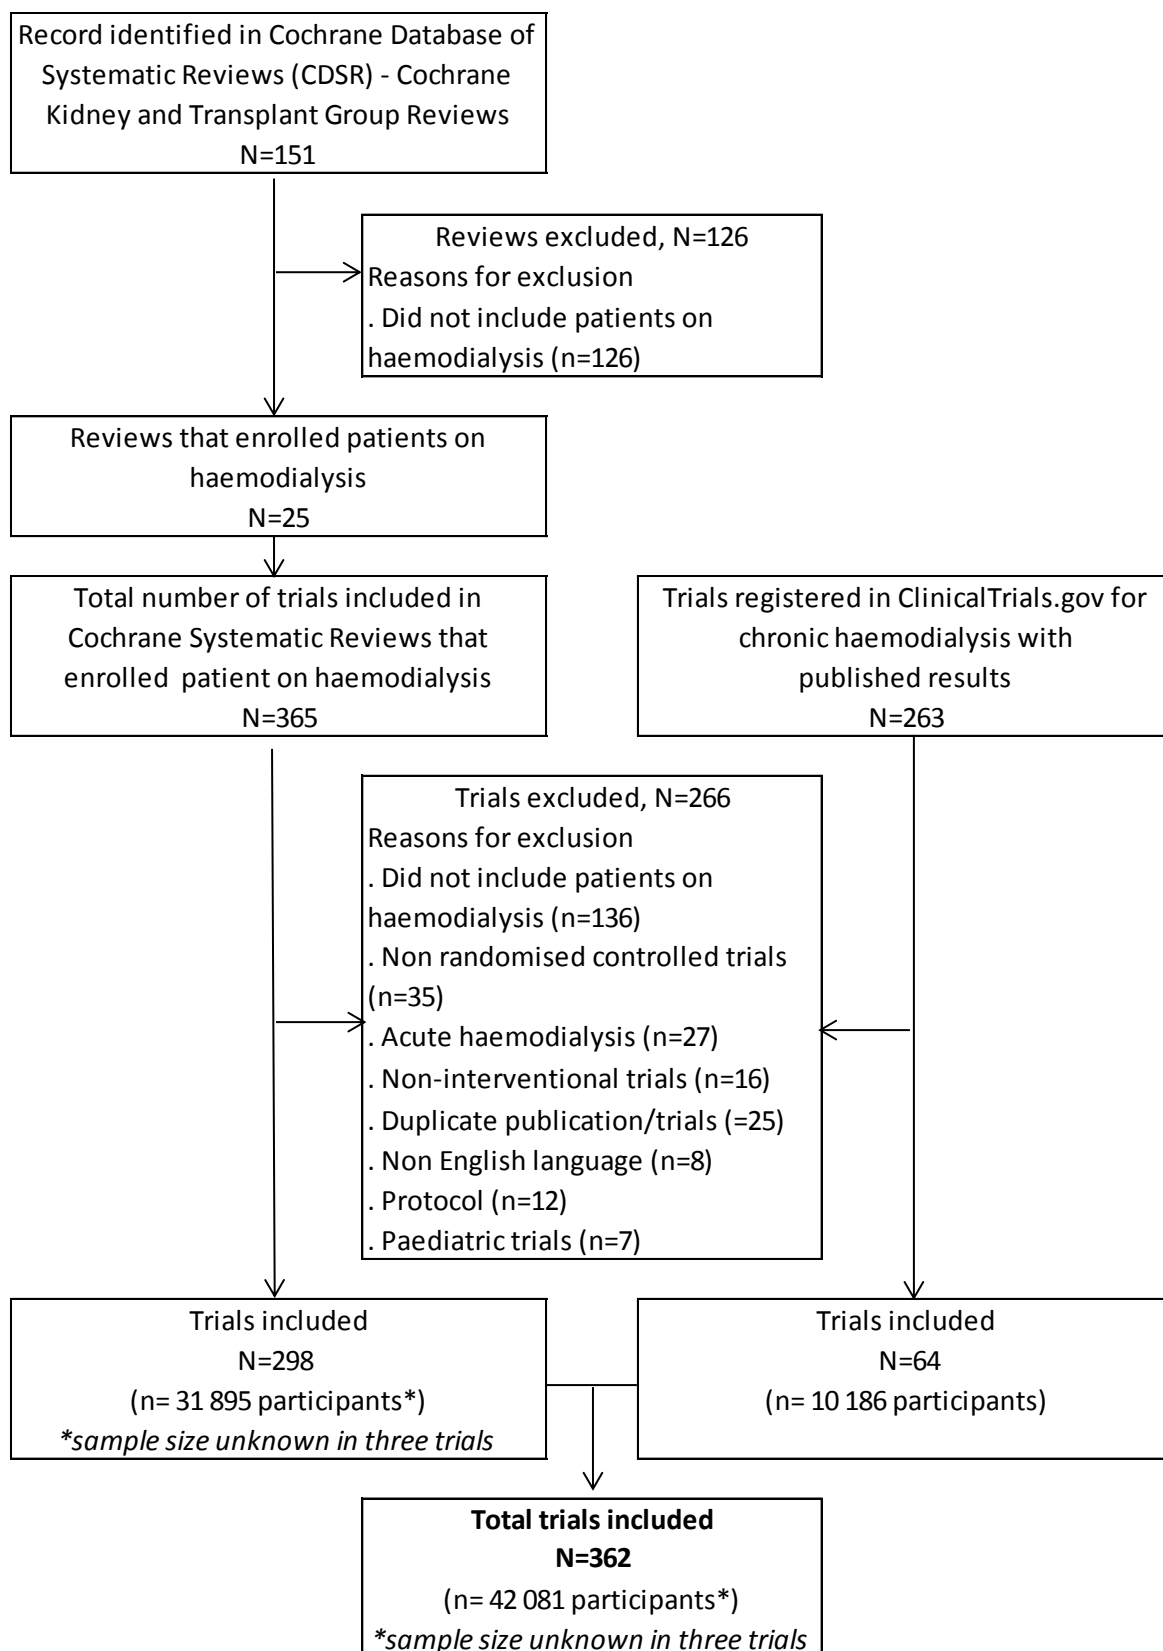 Record identified in Cochrane Database of
Systematic Reviews (CDSR) - Cochrane
Kidney and Transplant Group Reviews
N=151
Reviews excluded, N=126
Reasons for exclusion
. Did not include patients on
haemodialysis (n=126)
Reviews that enrolled patients on
haemodialysis
N=25
Total number of trials included in
Cochrane Systematic Reviews that
enrolled patient on haemodialysis
N=365
Trials registered in ClinicalTrials.gov for
chronic haemodialysis with
published results
N=263
Trials excluded, N=266
Reasons for exclusion
. Did not include patients on
haemodialysis (n=136)
. Non randomised controlled trials
(n=35)
. Acute haemodialysis (n=27)
. Non-interventional trials (n=16)
. Duplicate publication/trials (=25)
. Non English language (n=8)
. Protocol (n=12)
. Paediatric trials (n=7)
Trials included
N=298
(n= 31 895 participants*)
*sample size unknown in three trials
Trials included
N=64
(n= 10 186 participants)
Total trials included
N=362
(n= 42 081 participants*)
*sample size unknown in three trials